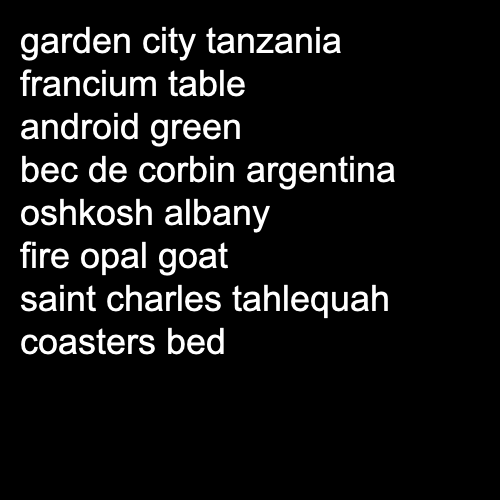 garden city tanzania
francium table
android green
bec de corbin argentina
oshkosh albany
fire opal goat
saint charles tahlequah
coasters bed